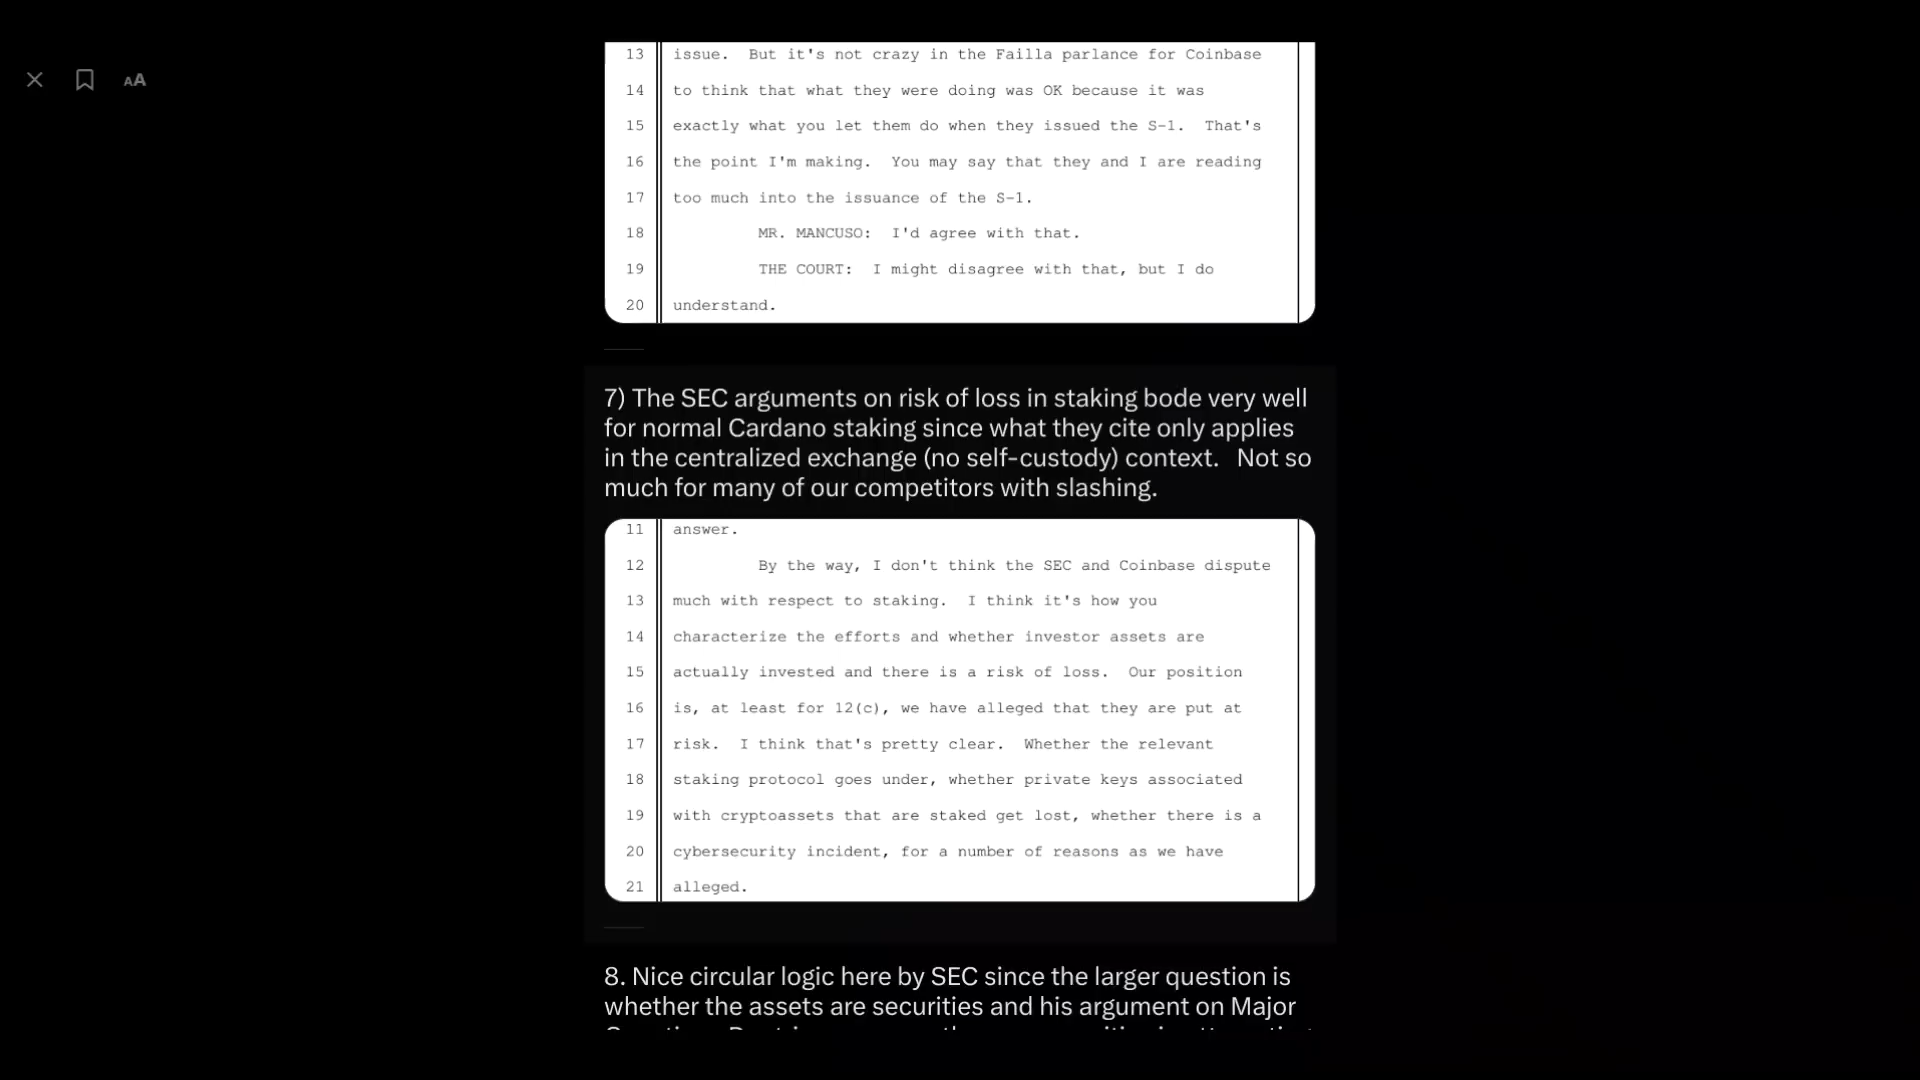 AA
13 issue. But it's not crazy in the Failla parlance for Coinbase
14 to think that what they were doing was OK because it was
15 exactly what you let them do when they issued the S-1. That's
16 the point I'm making. You may say that they and I are reading
17 too much into the issuance of the S-1.
18 MR. MANCUSO: I'd agree with that.
19 THE COURT: I might disagree with that, but I do
20 understand.
7) The SEC arguments on risk of loss in staking bode very well
for normal Cardano staking since what they cite only applies
in the centralized exchange (no self-custody) context. Not so
much for many of our competitors with slashing.
11 answer.
12 By the way, I don't think the SEC and Coinbase dispute
13 much with respect to staking. I think it's how you
14 characterize the efforts and whether investor assets are
15 actually invested and there is a risk of loss. Our position
16 is, at least for 12(c), we have alleged that they are put at
17 risk. I think that's pretty clear. Whether the relevant
18 staking protocol goes under, whether private keys associated
19 with cryptoassets that are staked get lost, whether there is a
20 cybersecurity incident, for a number of reasons as we have
21 alleged.
8. Nice circular logic here by SEC since the larger question is
whether the assets are securities and his argument on Major